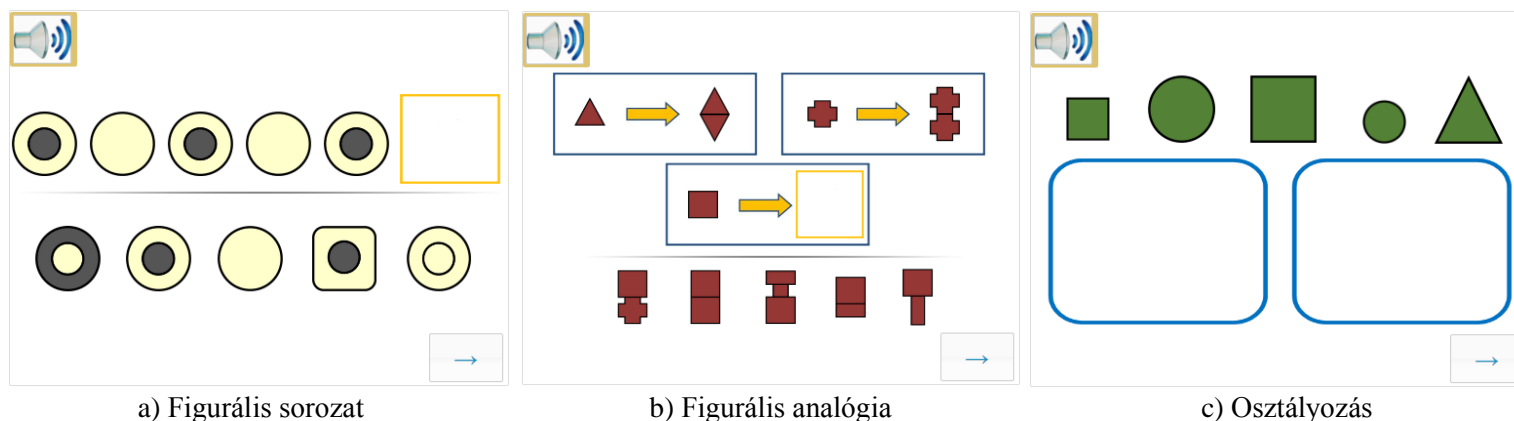 →
→
→
a) Figurális sorozat
b) Figurális analógia
c) Osztályozás